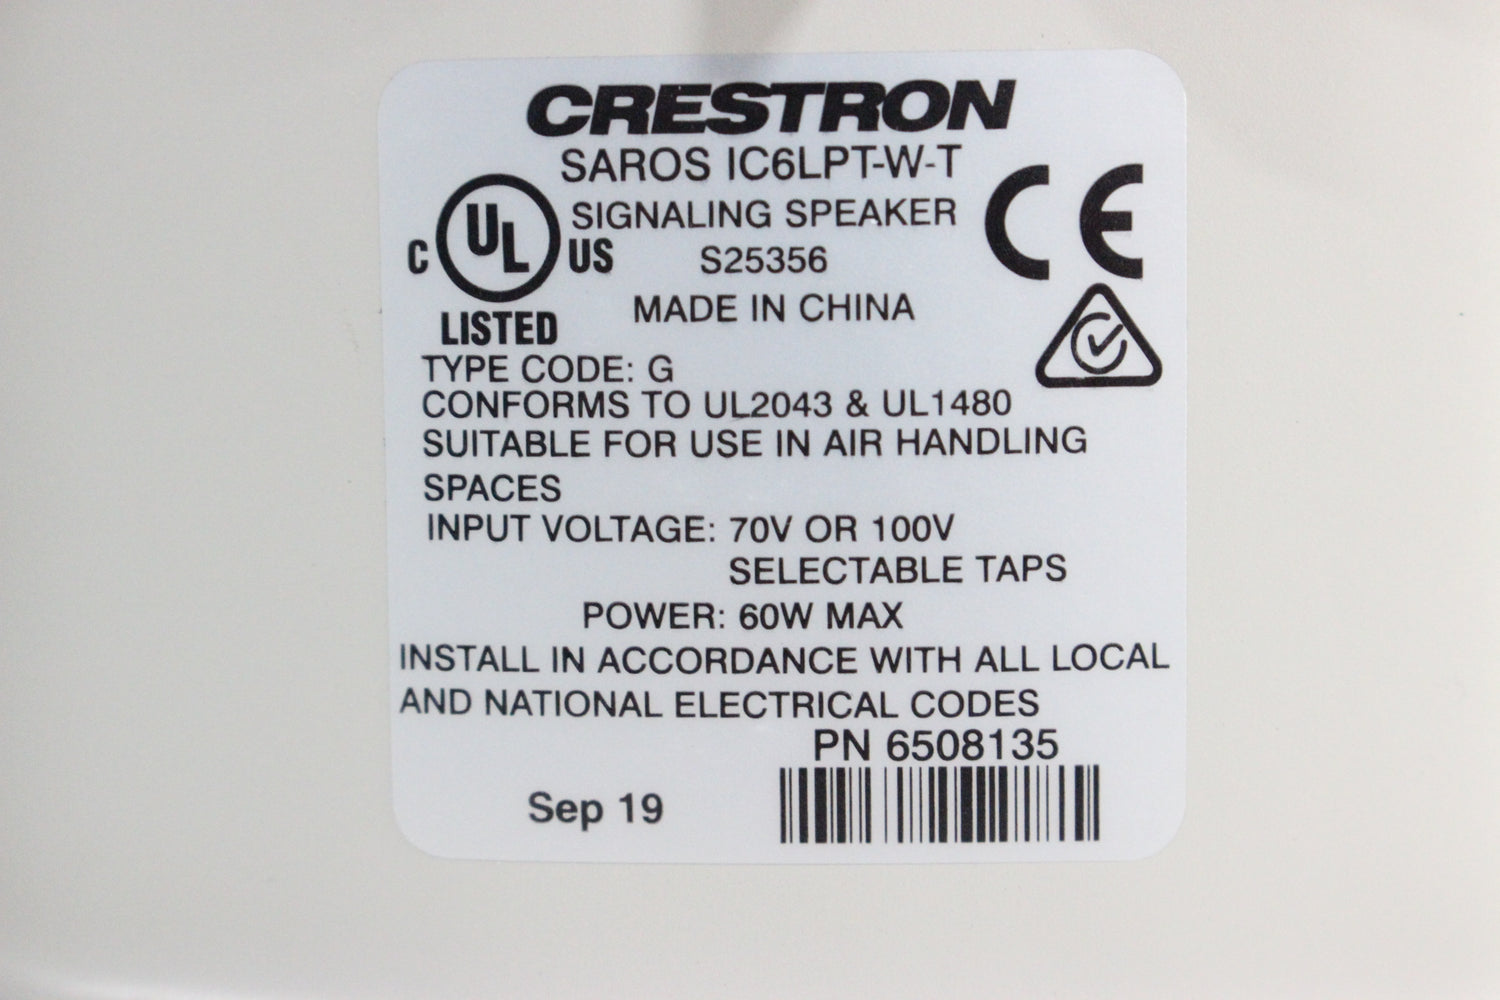 CRESTRON
SAROS IC6LPT-W-T
SIGNALING SPEAKER
S25356
MADE IN CHINA
C UL US
LISTED
CE
TYPE CODE: G
CONFORMS TO UL2043 & UL1480
SUITABLE FOR USE IN AIR HANDLING
SPACES
INPUT VOLTAGE: 70V OR 100V
SELECTABLE TAPS
POWER: 60W MAX
INSTALL IN ACCORDANCE WITH ALL LOCAL
AND NATIONAL ELECTRICAL CODES
PN 6508135
Sep 19